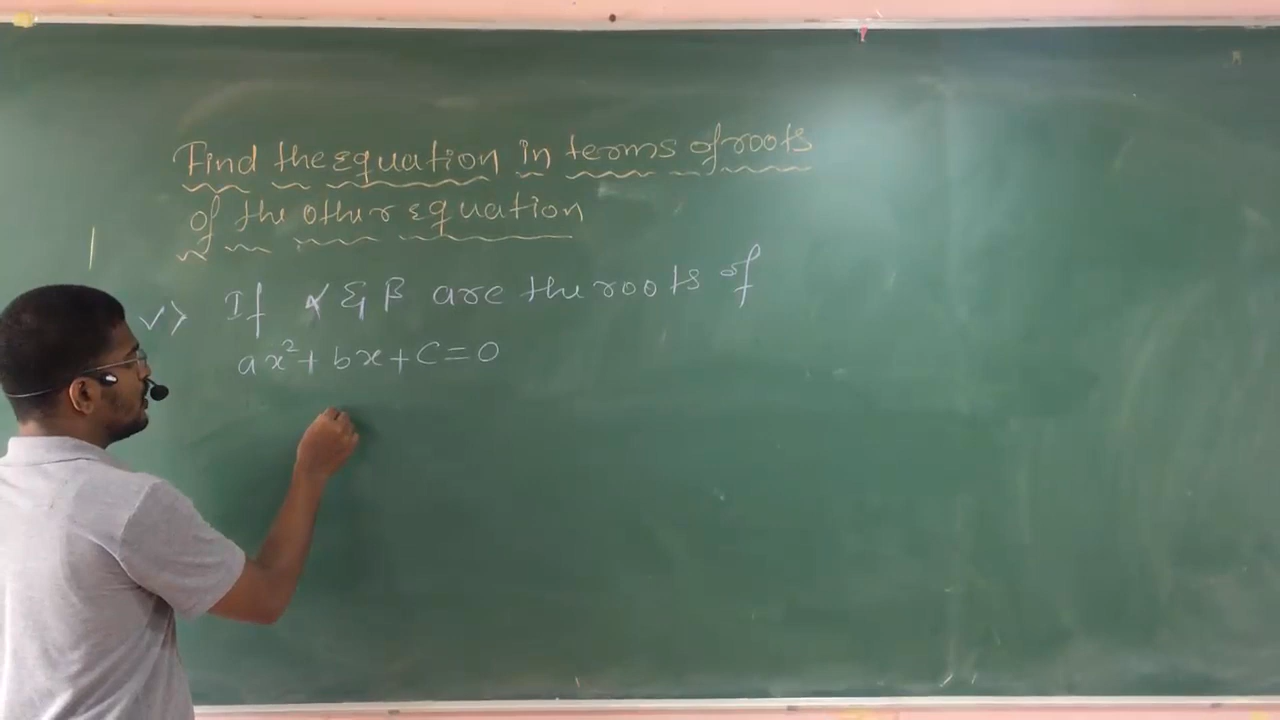 Find the equation in terms of roots
of the other equation
✓> If α & β are the roots of
ax²+bx+c=0